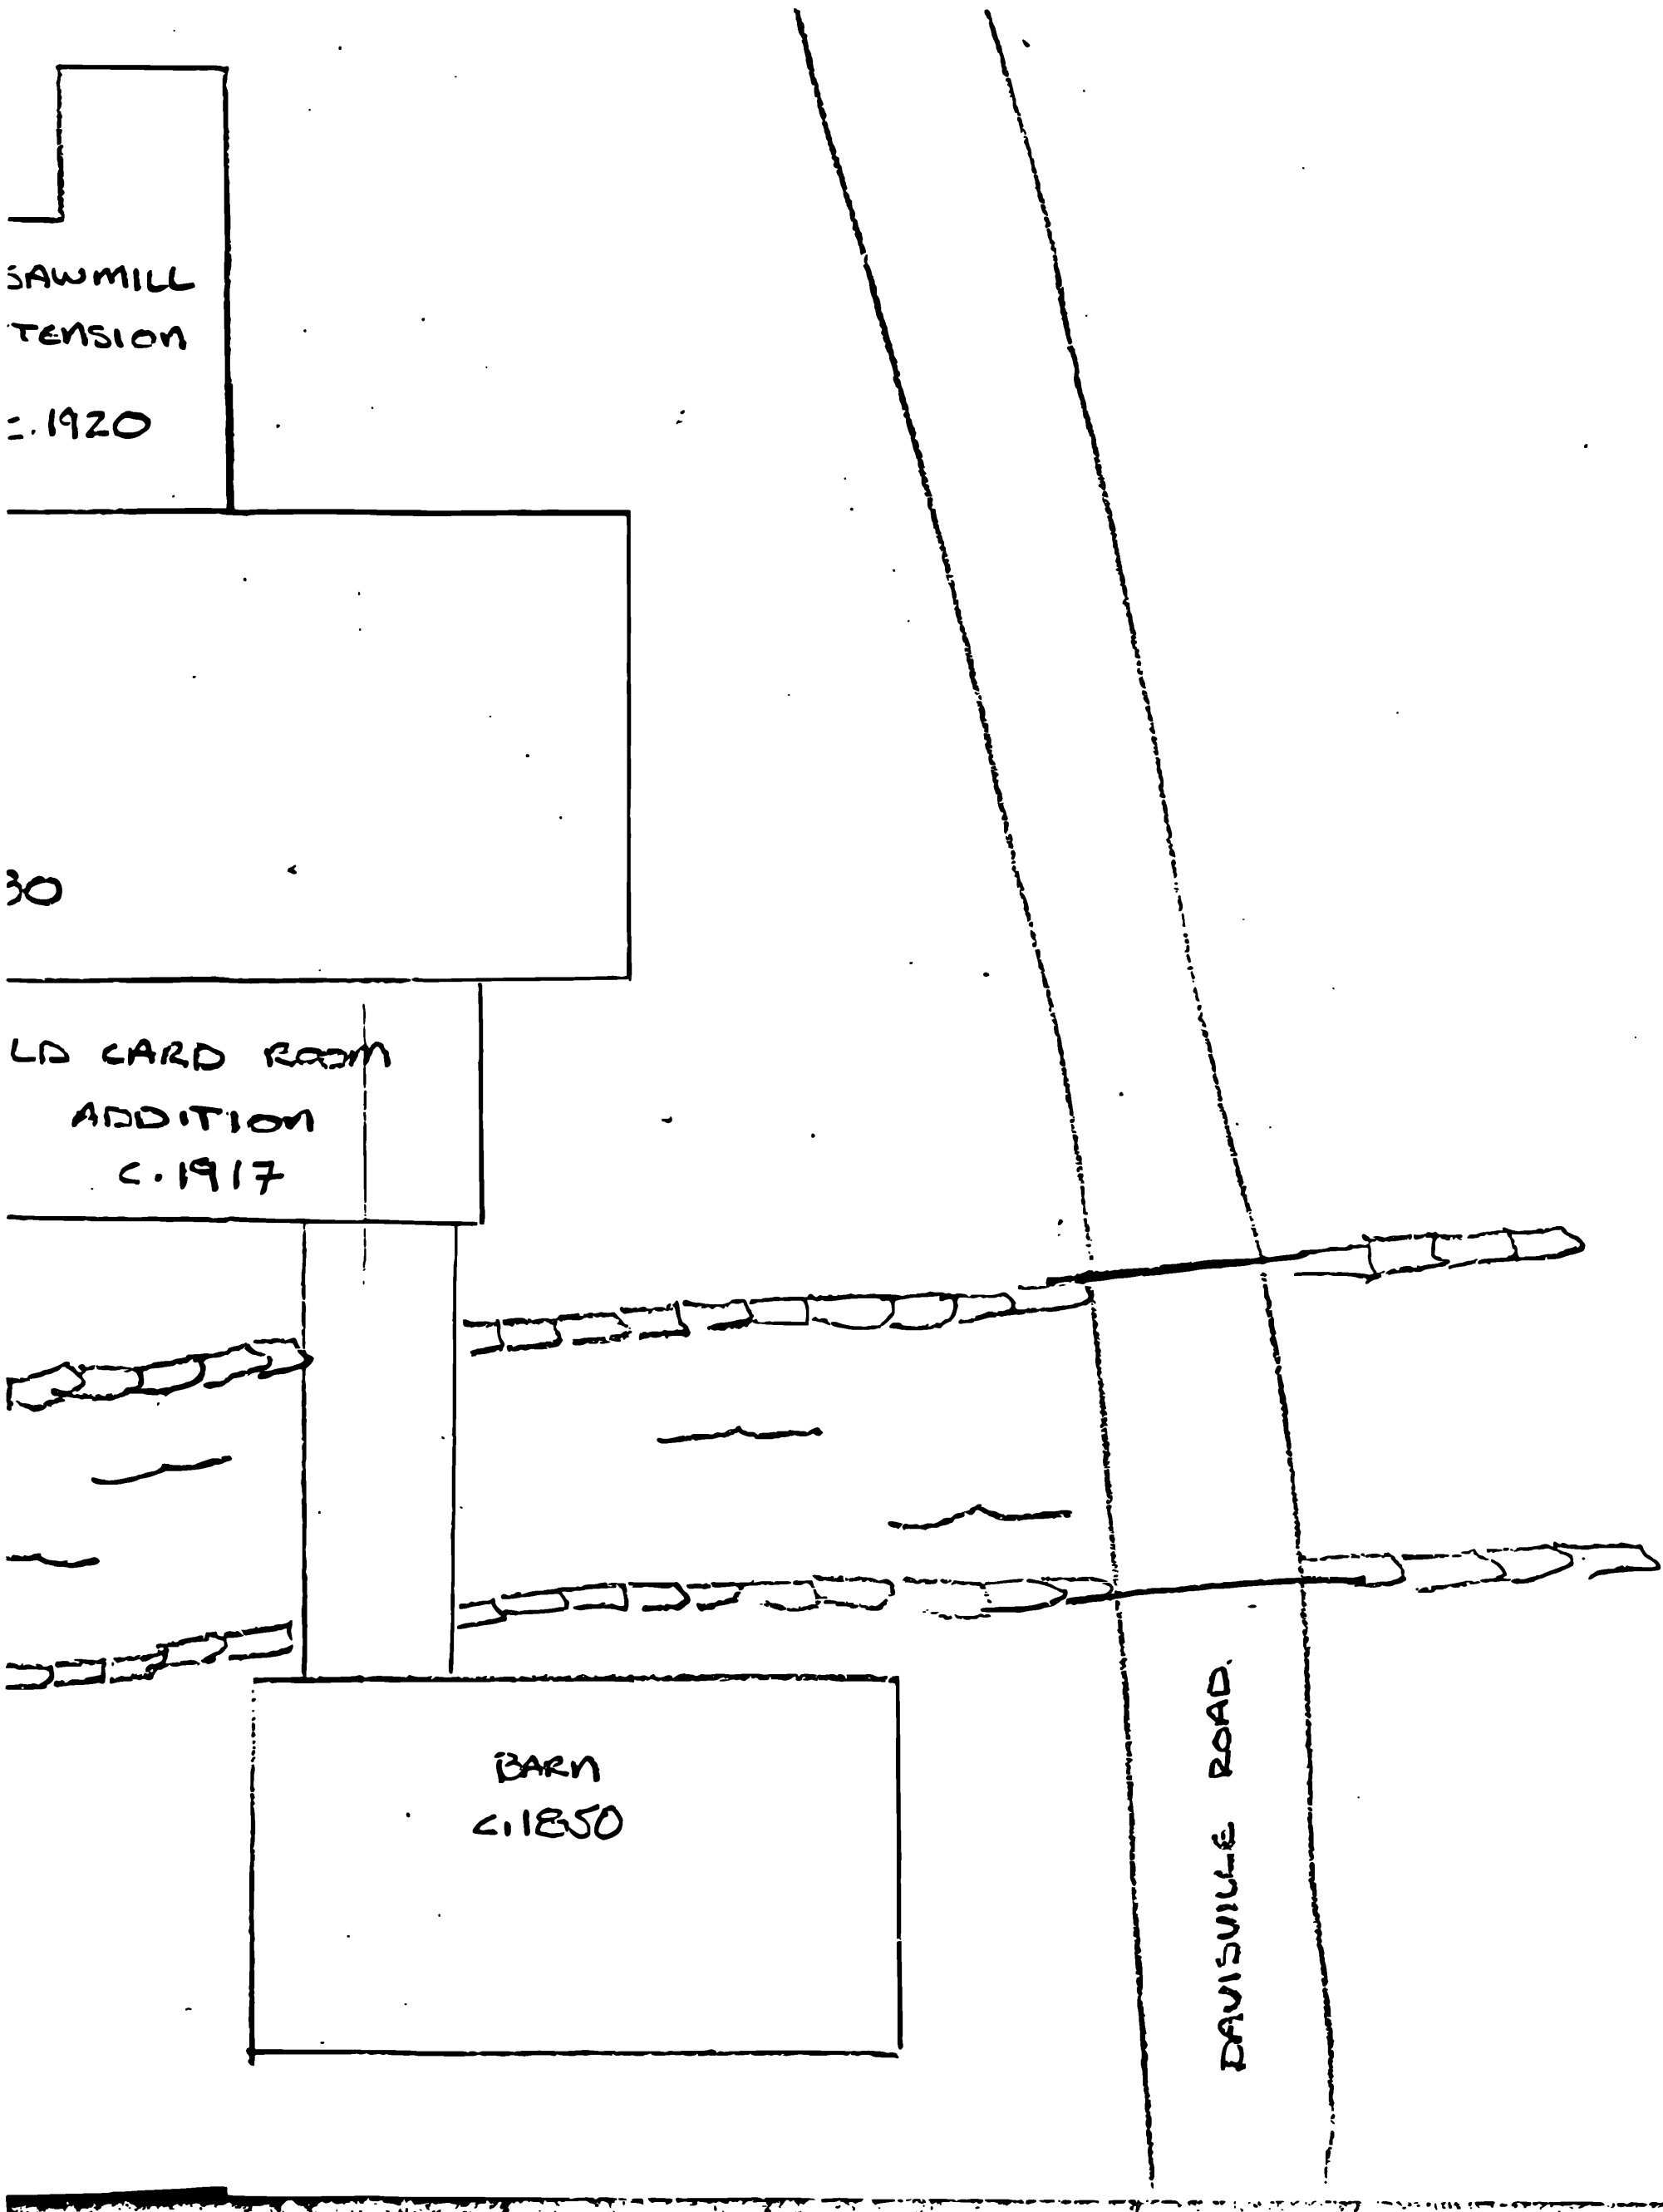 SAWMILL
TENSION
c.1920
30
LD CARD ROOM
ADDITION
c.1917
BARN
c.1850
DAVISVILLE ROAD.